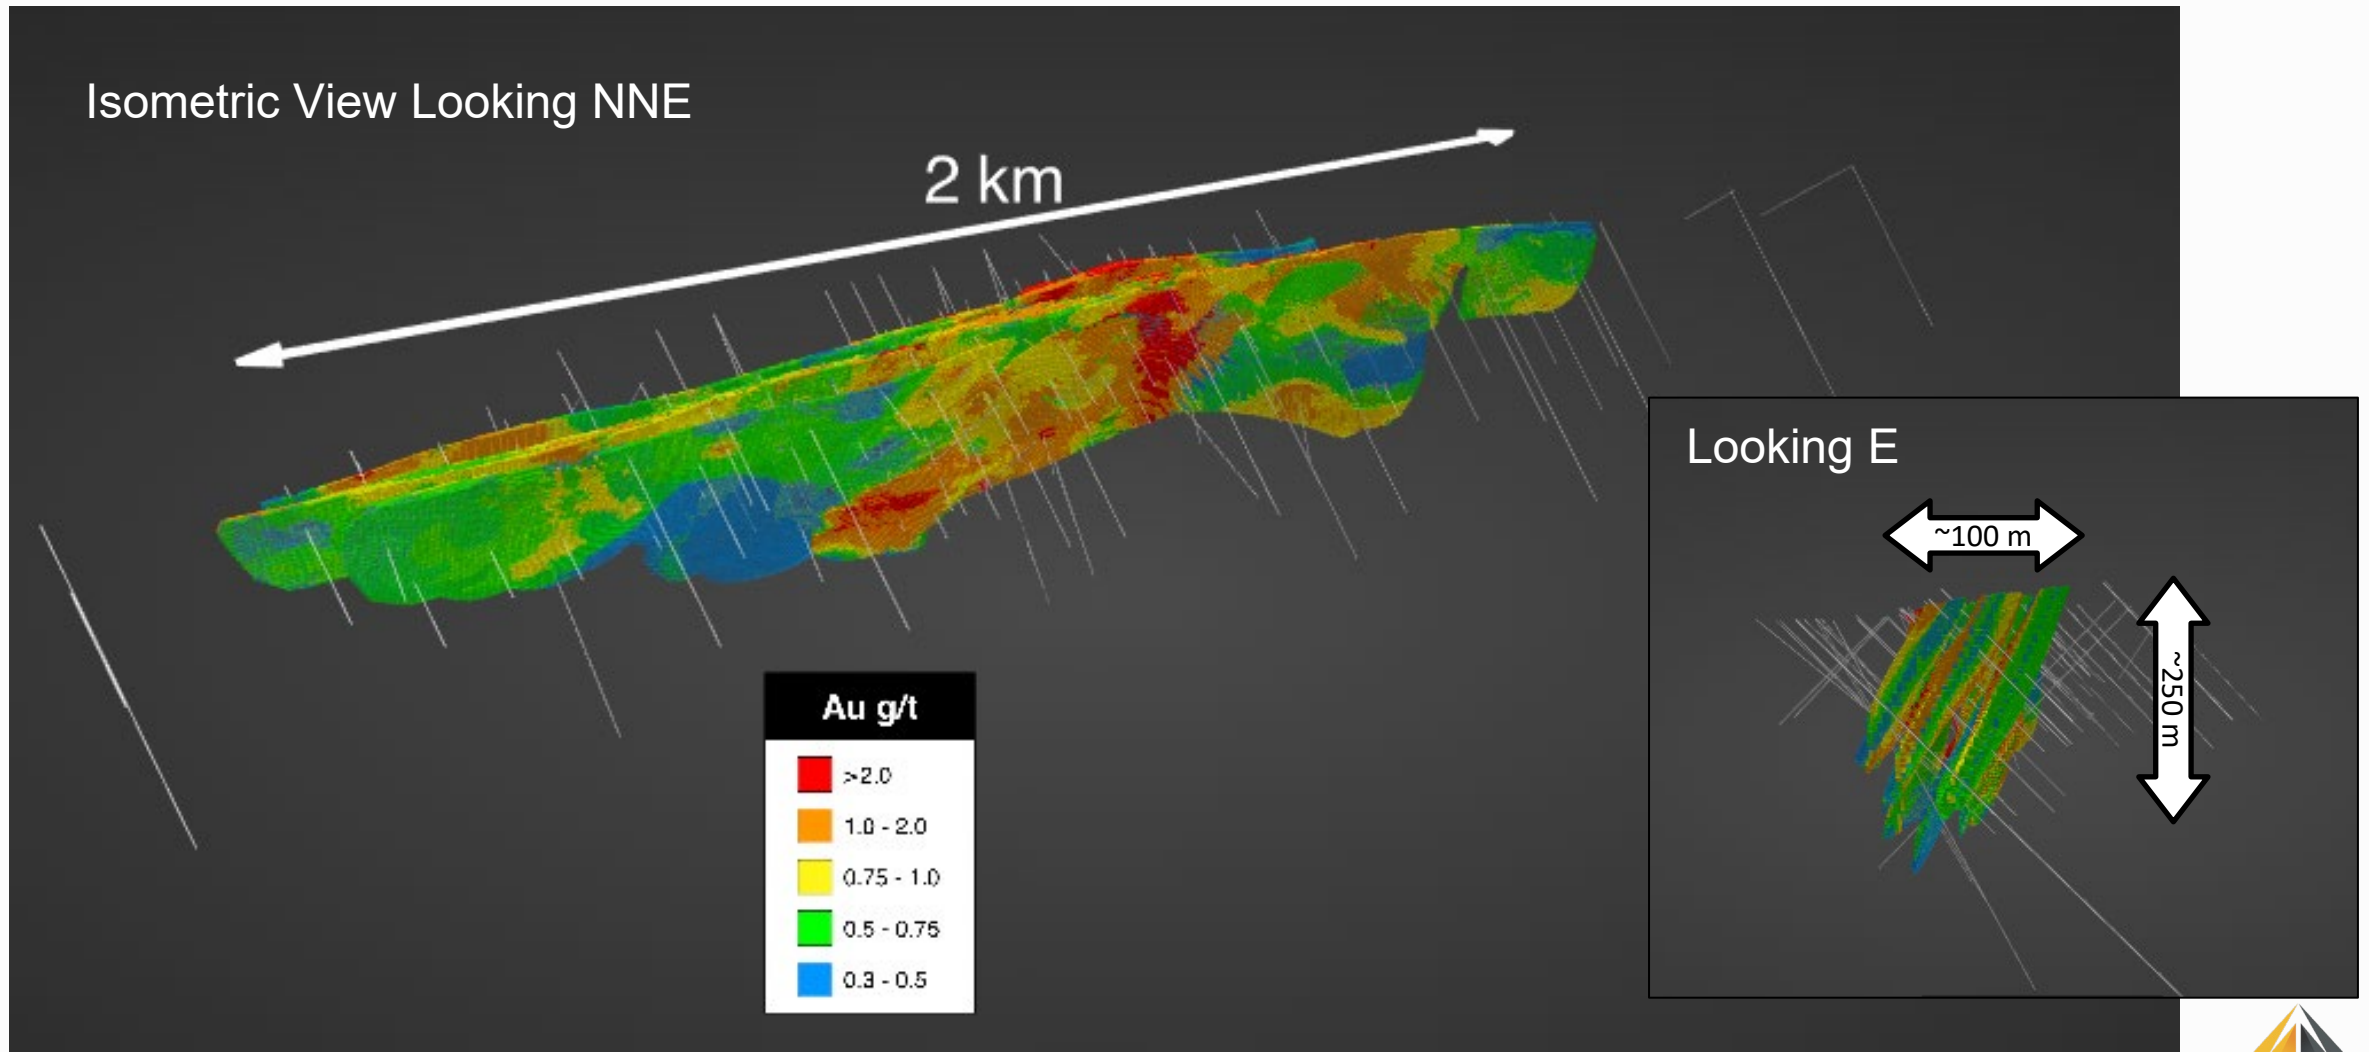 Isometric View Looking NNE
2 km
Looking E
~100 m
~250 m
Au g/t
>2.0
1.0 - 2.0
0.75 - 1.0
0.5 - 0.75
0.3 - 0.5